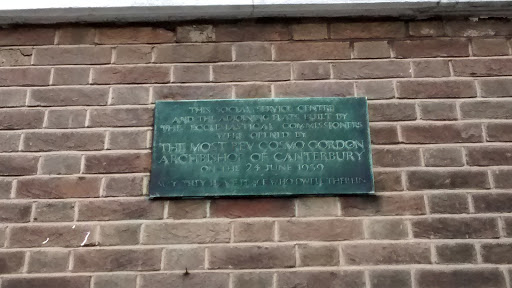 THIS SOCIAL SERVICE CENTRE
AND THE ADJOINING FLATS BUILT BY
THE ECCLESIASTICAL COMMISSIONERS
WERE OPENED BY
THE MOST REV COSMO GORDON
ARCHBISHOP OF CANTERBURY
ON THE 24 JUNE 1939